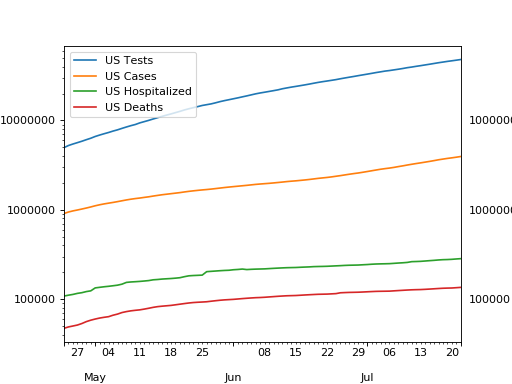 US Tests
US Cases
US Hospitalized
US Deaths
10000000 1000000
1000000 1000000
100000 100000
27 04 11 18 25 08 15 22 29 06 13 20
May Jun Jul